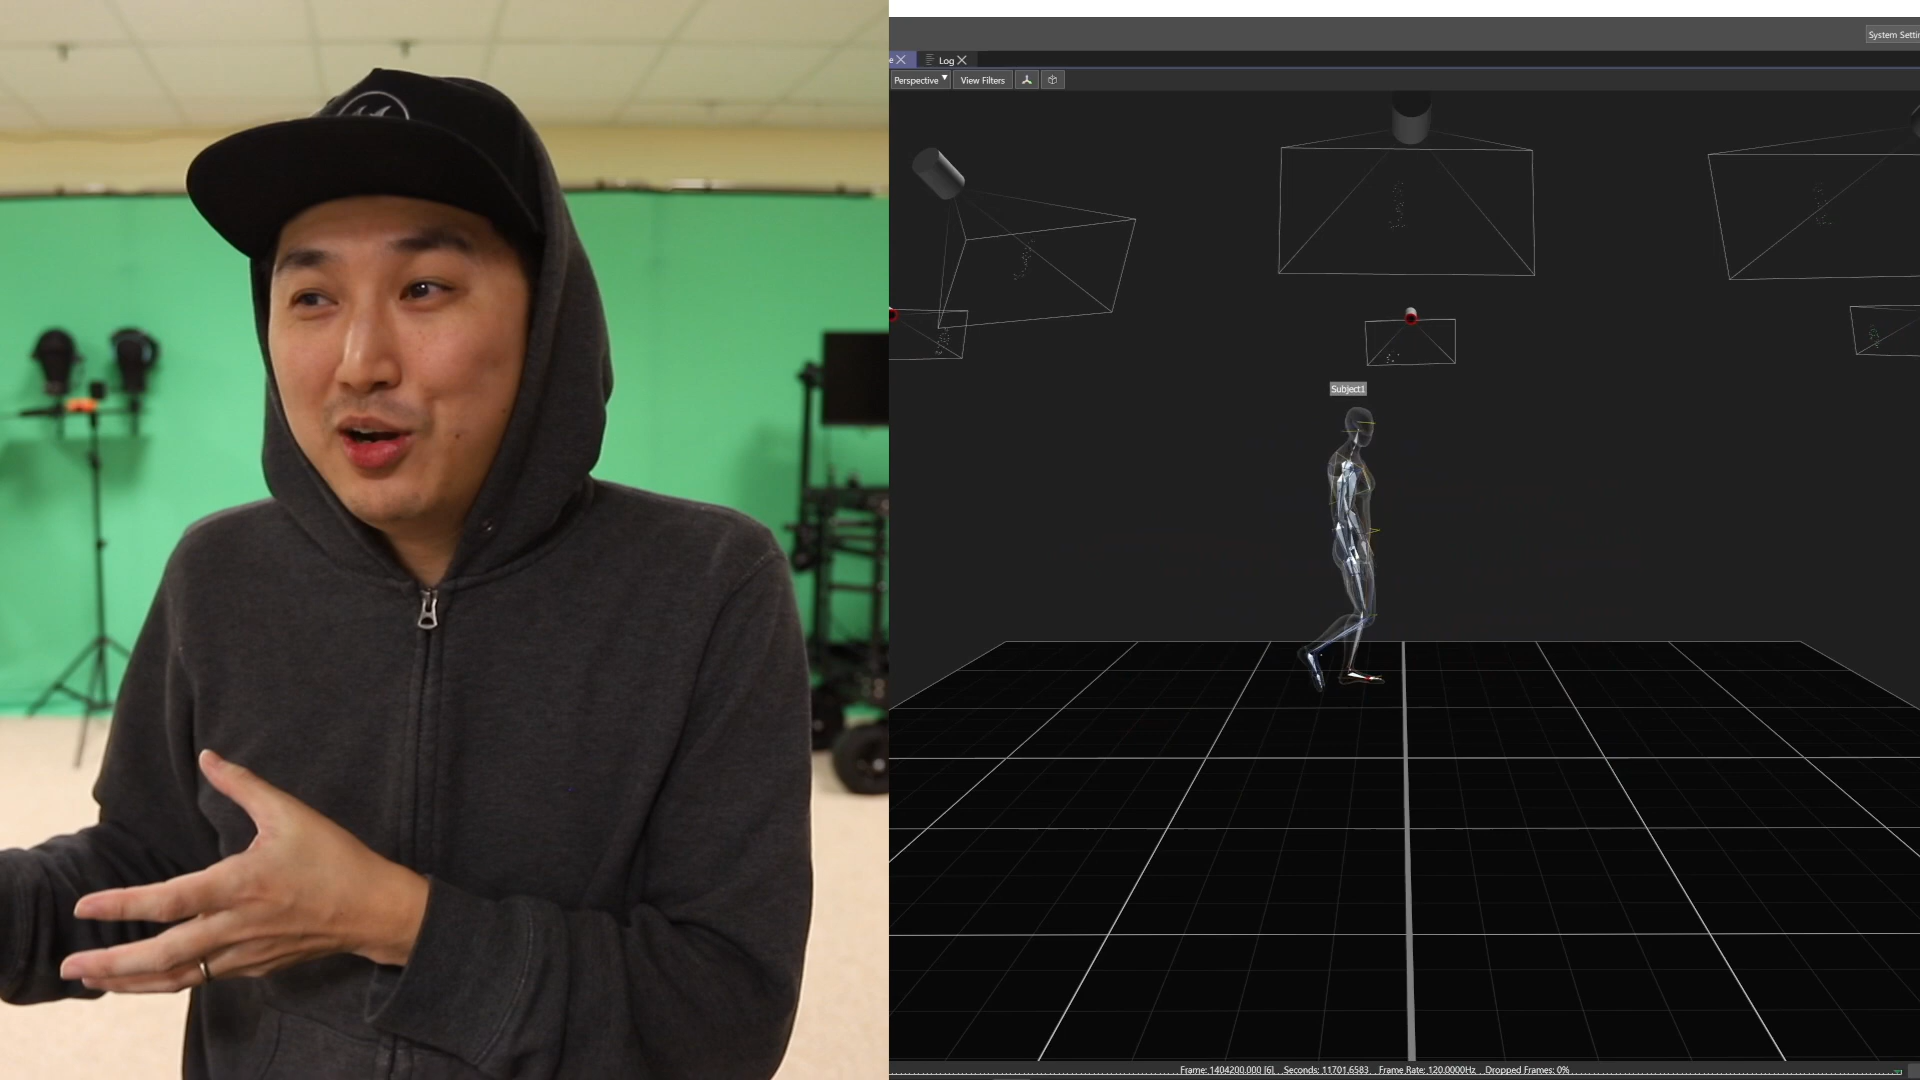 System Settin
e
Log
Perspective
View Filters
Subject1
Frame: 1404200.000 [6] Seconds: 11701.6583 Frame Rate: 120.0000Hz Dropped Frames: 0%